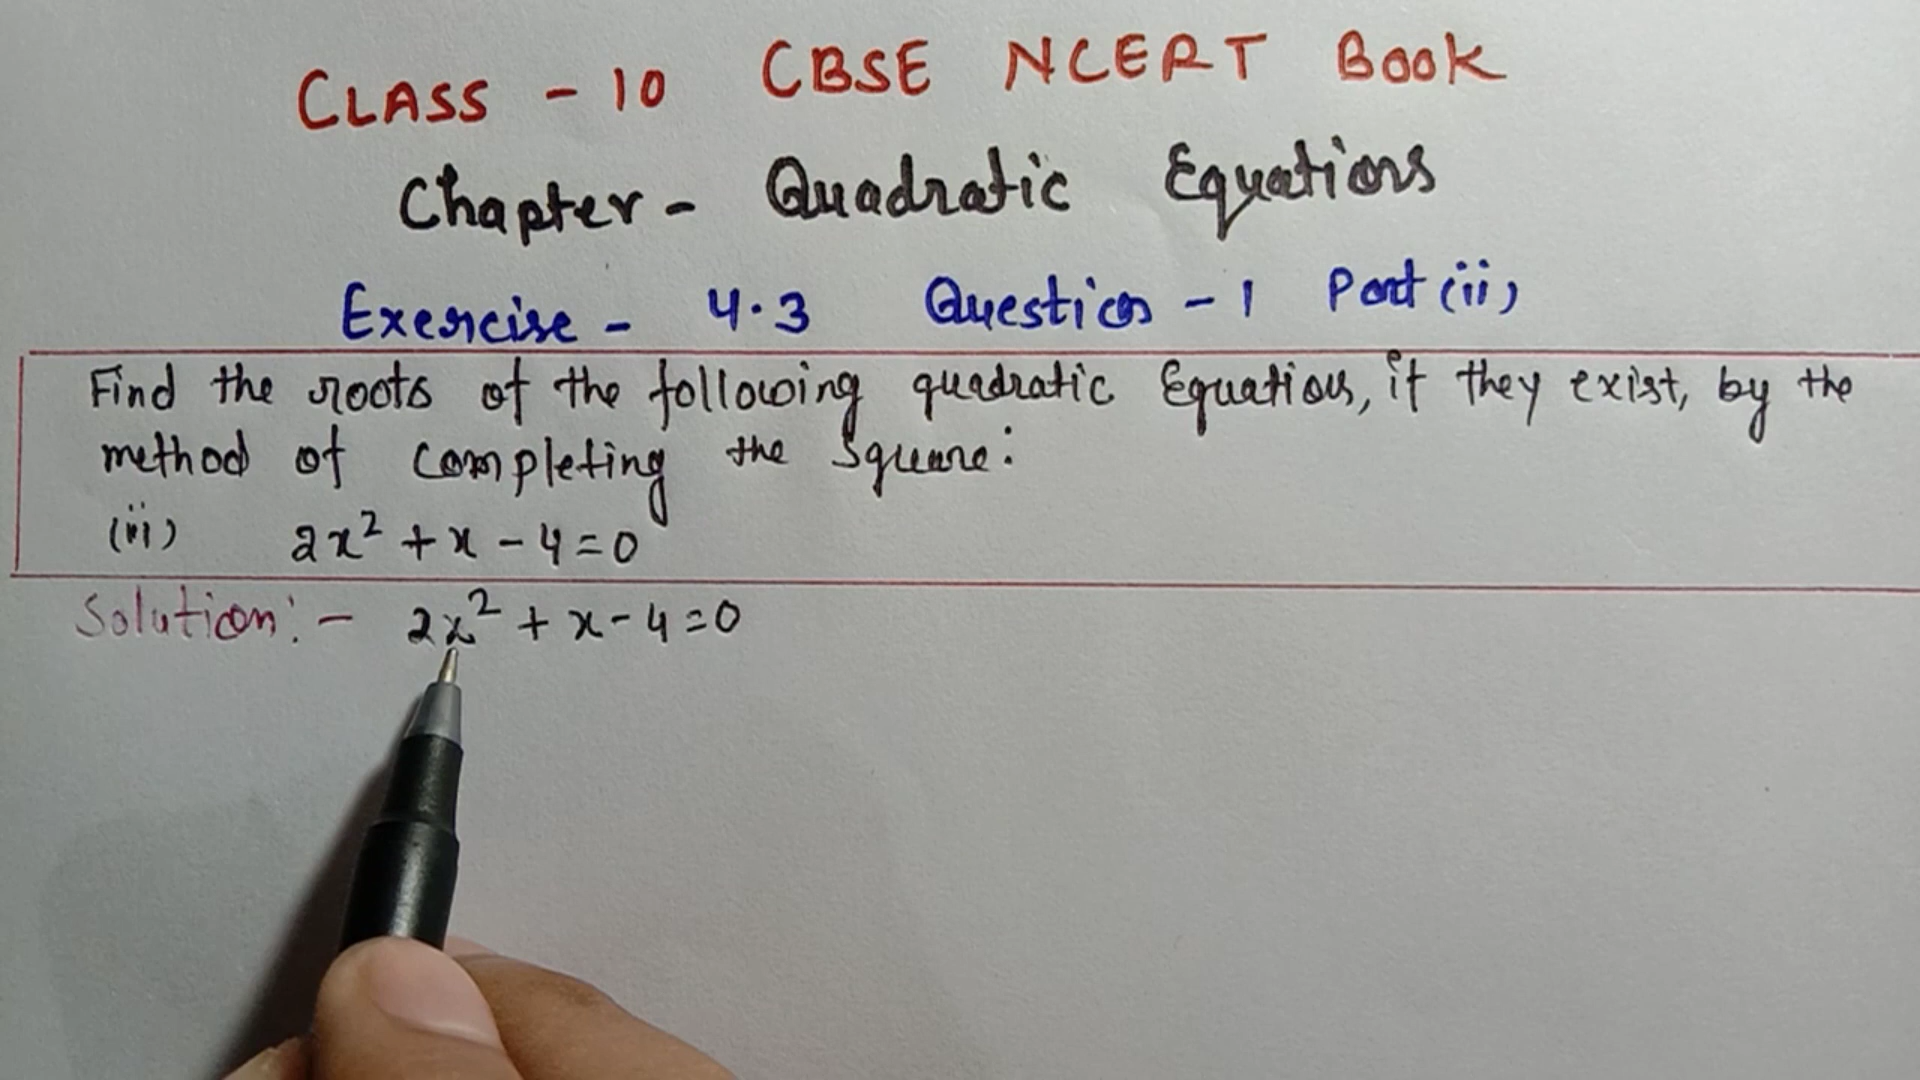 CLASS - 10 CBSE NCERT Book
Chapter - Quadratic Equations
Exercise - 4.3 Question - 1 Part (ii)
Find the roots of the following quadratic Equations, if they exist, by the
method of completing the square:
(ii) 2x² + x - 4 = 0
Solution:- 2x² + x - 4 = 0